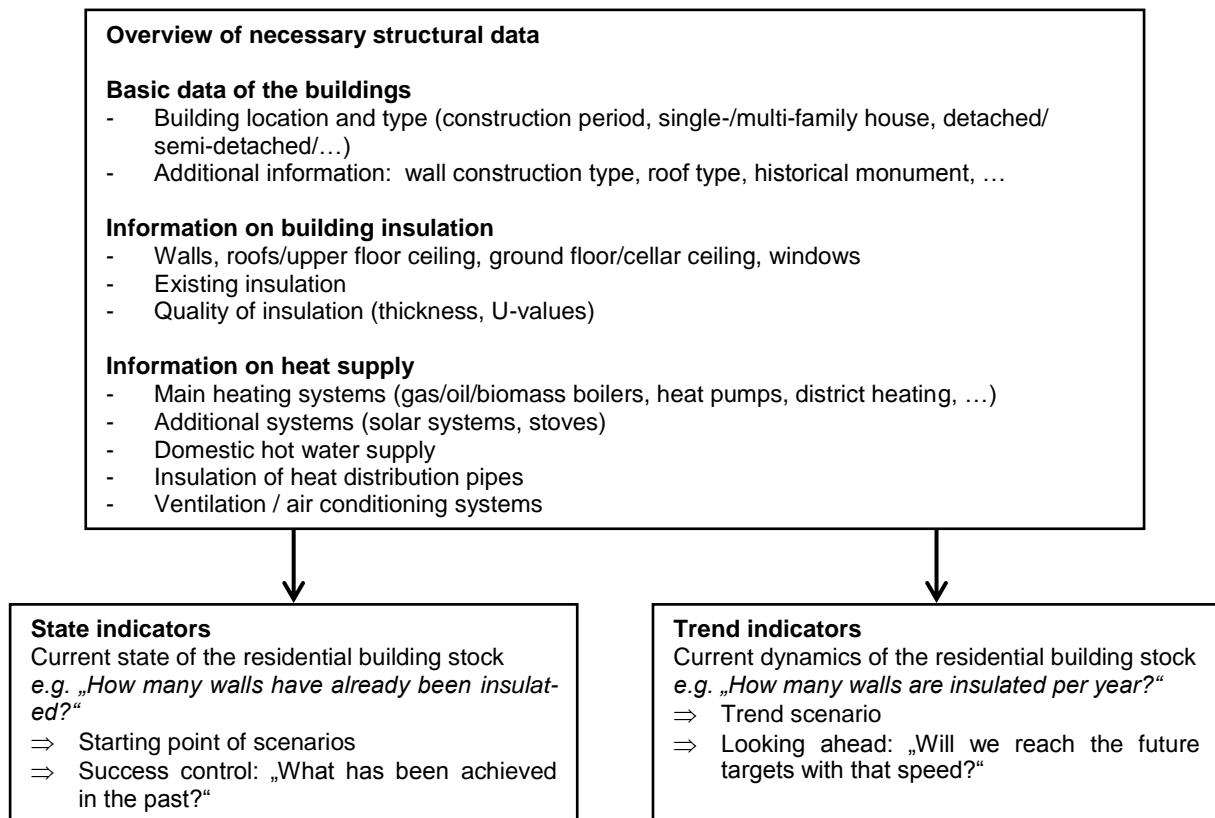 Overview of necessary structural data
Basic data of the buildings
- Building location and type (construction period, single-/multi-family house, detached/
semi-detached/…)
- Additional information:  wall construction type, roof type, historical monument, …
Information on building insulation
- Walls, roofs/upper floor ceiling, ground floor/cellar ceiling, windows
- Existing insulation
- Quality of insulation (thickness, U-values)
Information on heat supply
- Main heating systems (gas/oil/biomass boilers, heat pumps, district heating, …)
- Additional systems (solar systems, stoves)
- Domestic hot water supply
- Insulation of heat distribution pipes
- Ventilation / air conditioning systems
State indicators
Current state of the residential building stock
e.g. „How many walls have already been insulat-
ed?“
⇒ Starting point of scenarios
⇒ Success control: „What has been achieved
in the past?“
Trend indicators
Current dynamics of the residential building stock
e.g. „How many walls are insulated per year?“
⇒ Trend scenario
⇒ Looking ahead: „Will we reach the future
targets with that speed?“